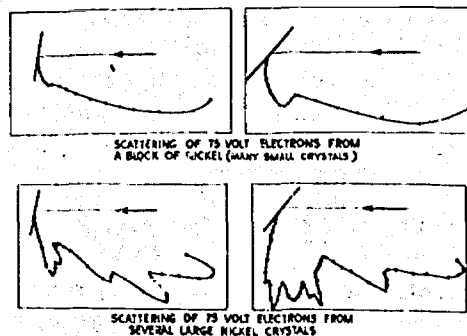 SCATTERING OF 75 VOLT ELECTRONS FROM
A BLOCK OF NICKEL (MANY SMALL CRYSTALS)
SCATTERING OF 75 VOLT ELECTRONS FROM
SEVERAL LARGE NICKEL CRYSTALS